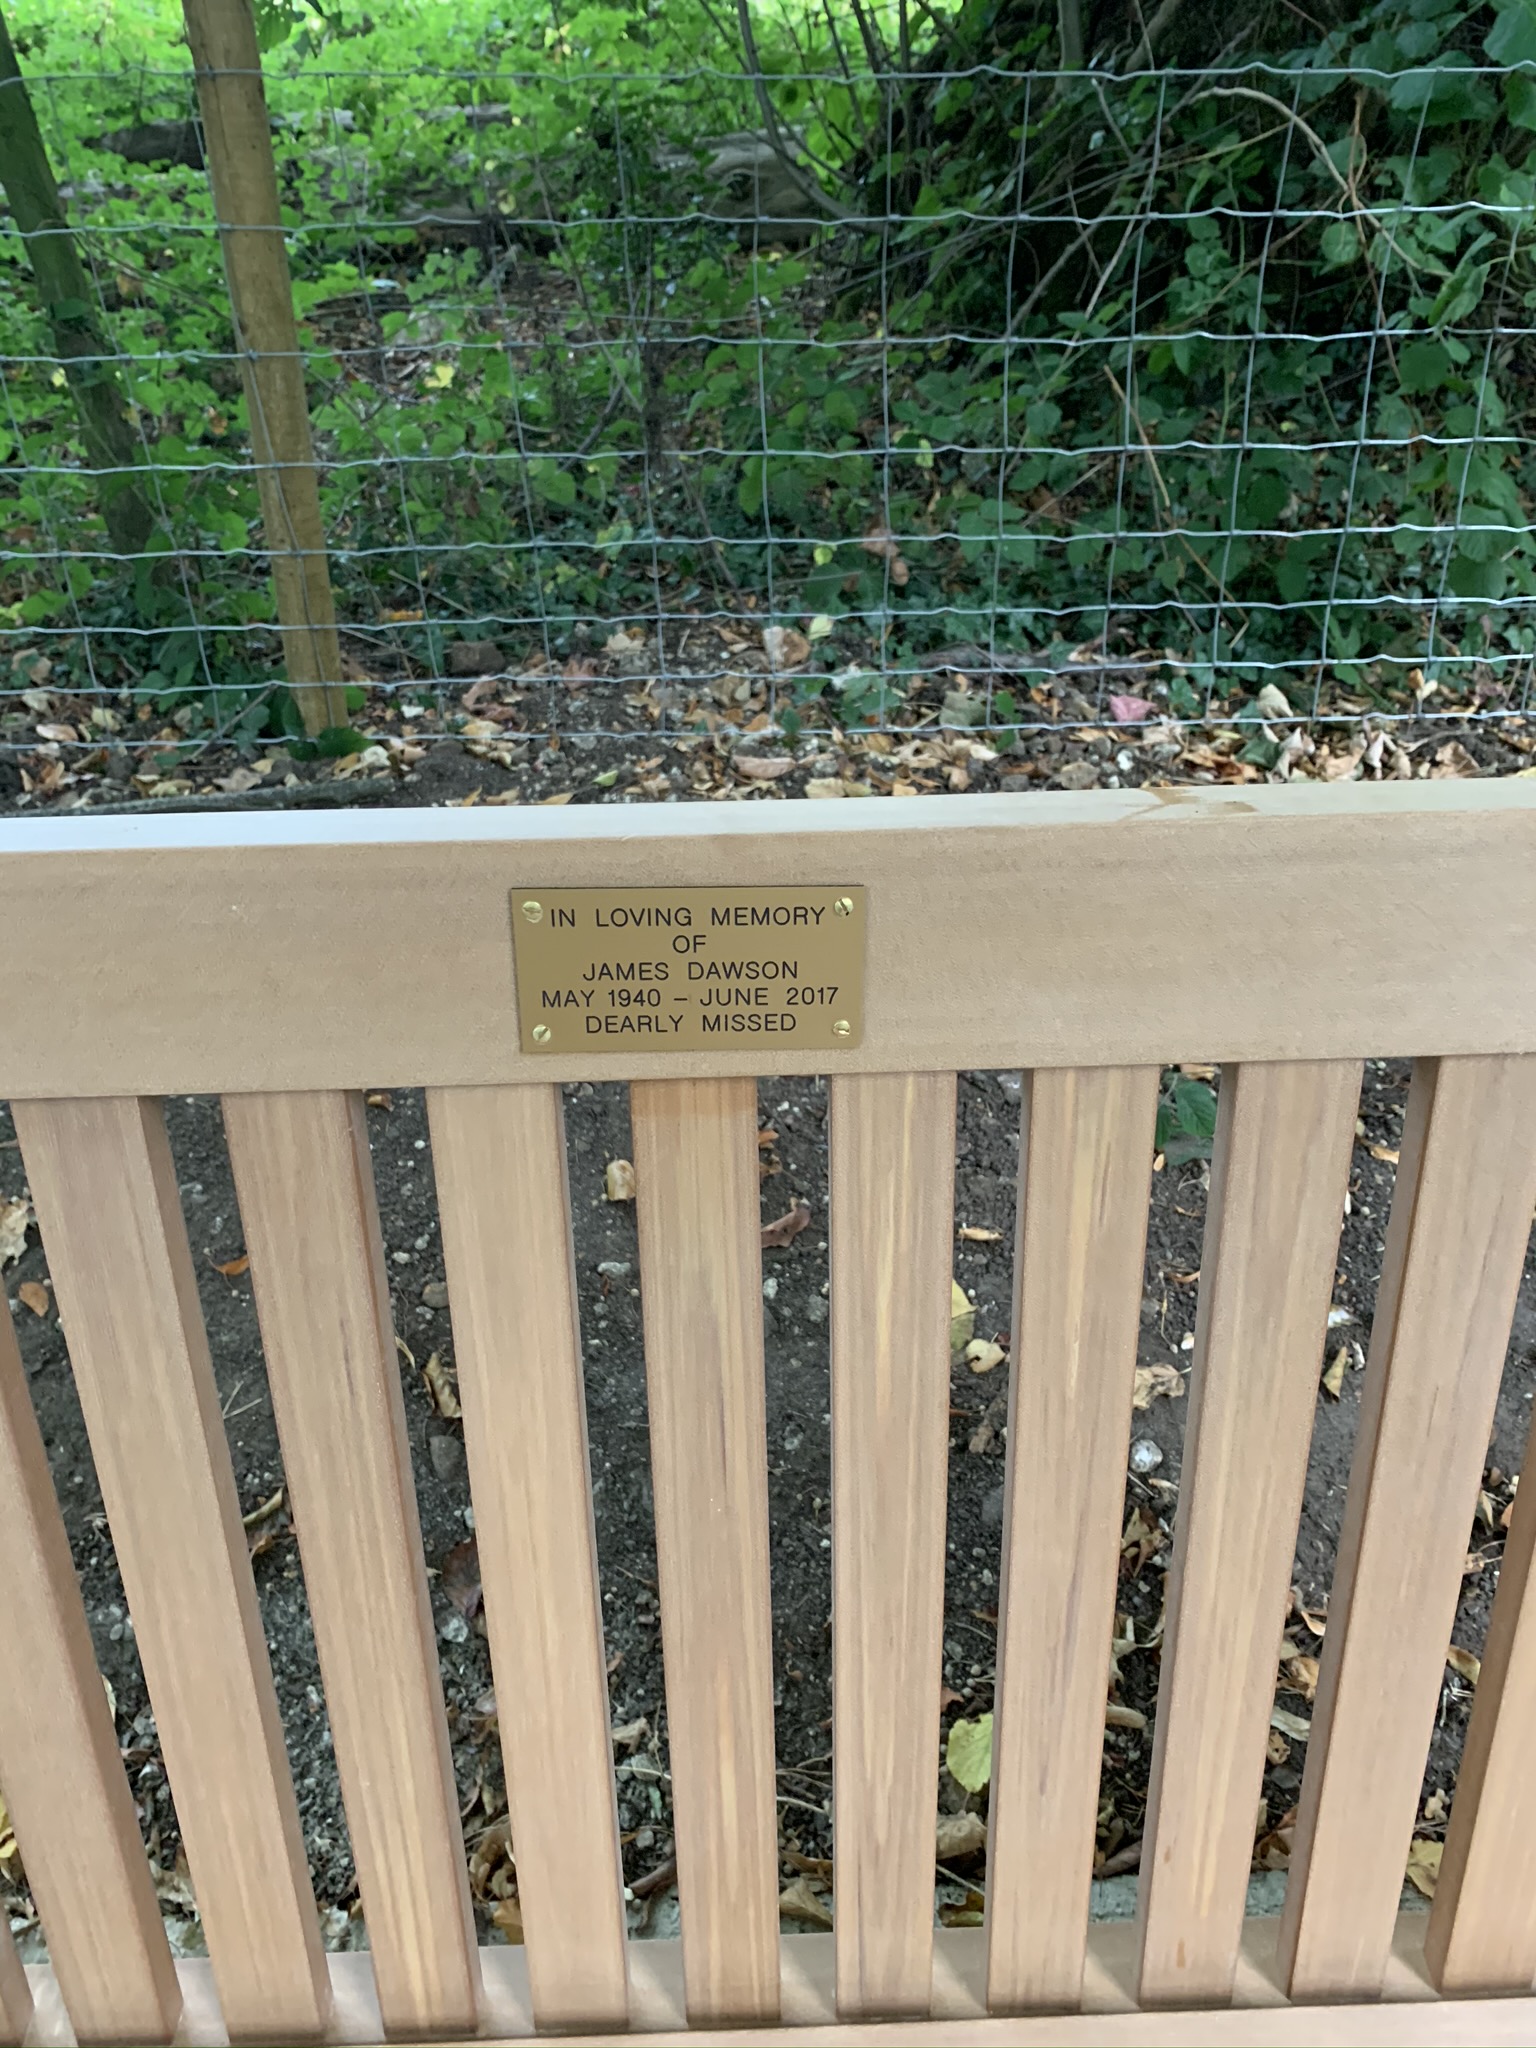 IN LOVING MEMORY
OF
JAMES DAWSON
MAY 1940 – JUNE 2017
DEARLY MISSED